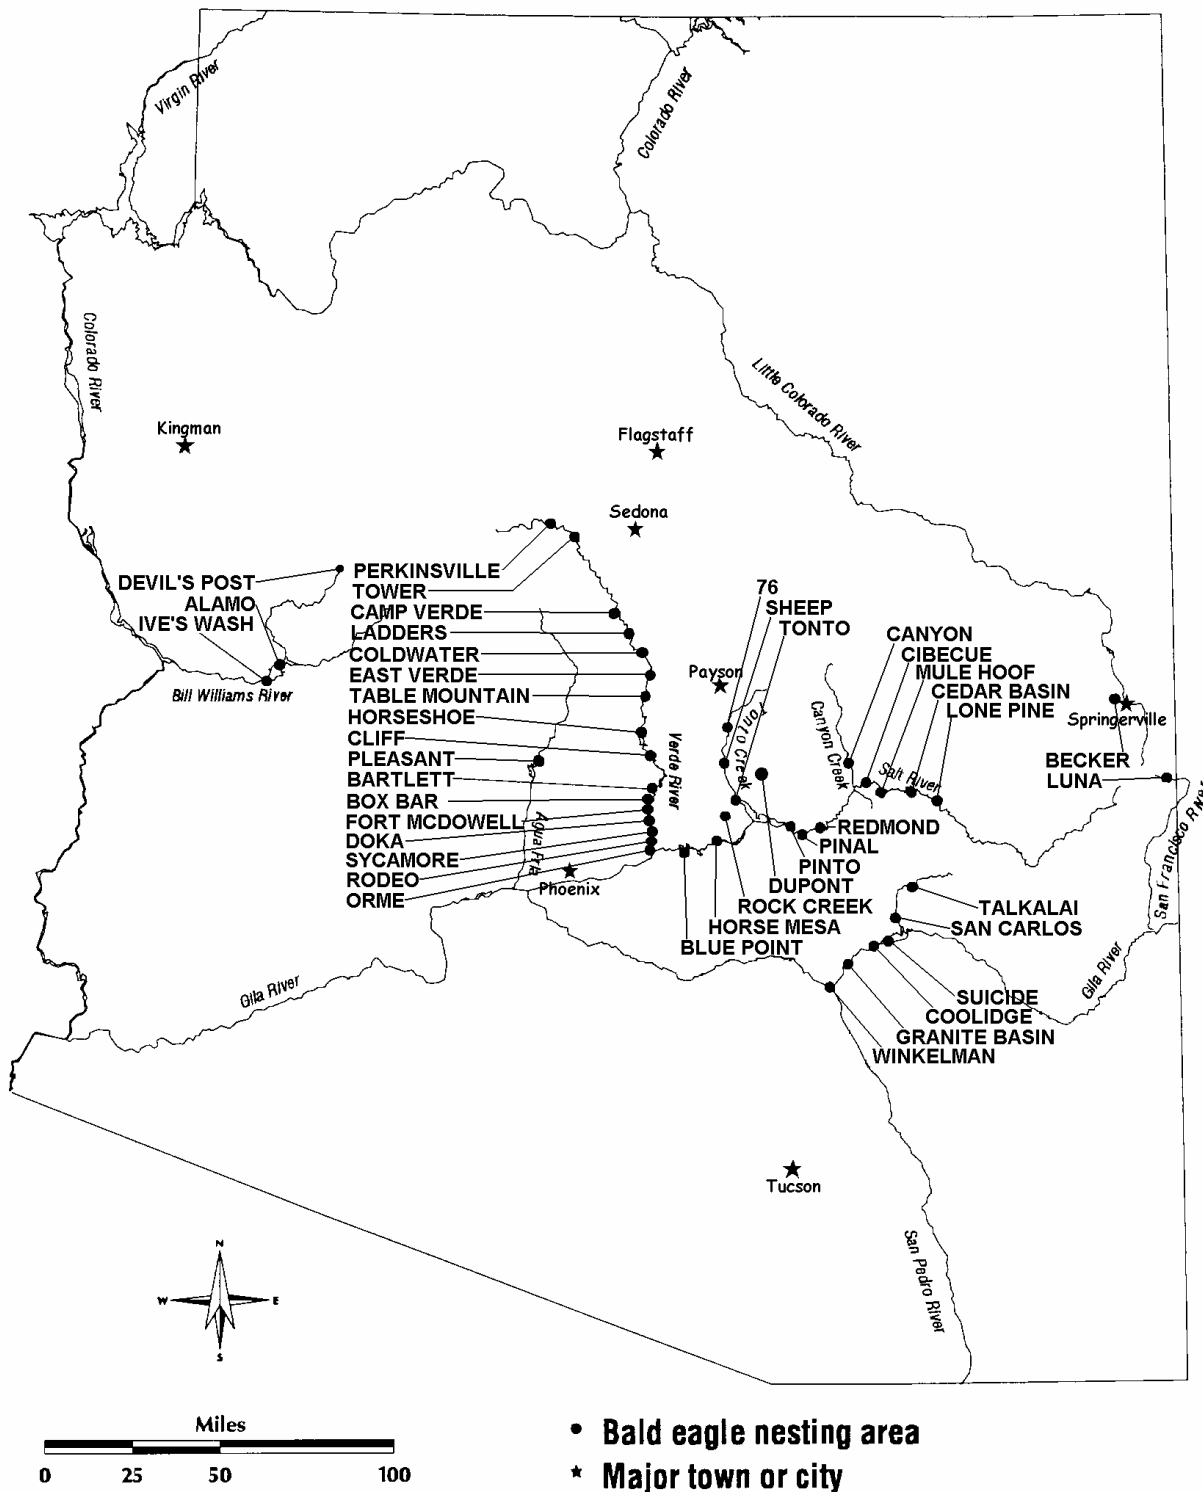 Virgin River
Colorado River
Colorado River
Little Colorado River
Kingman
Flagstaff
Sedona
DEVIL'S POST
ALAMO
IVE'S WASH
Bill Williams River
PERKINSVILLE
TOWER
CAMP VERDE
LADDERS
COLDWATER
EAST VERDE
TABLE MOUNTAIN
HORSESHOE
CLIFF
PLEASANT
BARTLETT
BOX BAR
FORT MCDOWELL
DOKA
SYCAMORE
RODEO
ORME
Verde River
Agua Fria
Phoenix
76
SHEEP
TONTO
Payson
Tonto Creek
Canyon Creek
Salt River
CANYON
CIBECUE
MULE HOOF
CEDAR BASIN
LONE PINE
Springerville
BECKER
LUNA
San Francisco River
REDMOND
PINAL
PINTO
DUPONT
ROCK CREEK
HORSE MESA
BLUE POINT
TALKALAI
SAN CARLOS
Gila River
Gila River
SUICIDE
COOLIDGE
GRANITE BASIN
WINKELMAN
Tucson
San Pedro River
N
W E
S
Miles
0 25 50 100
Bald eagle nesting area
Major town or city